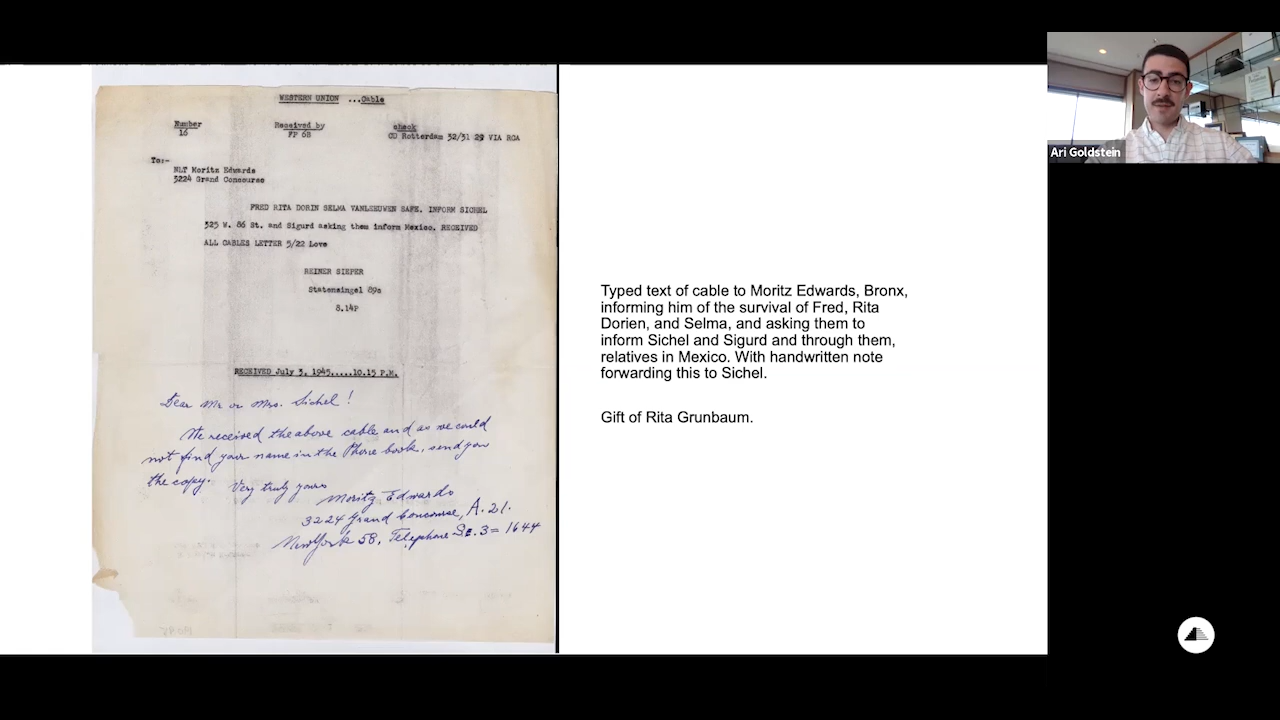 WESTERN UNION ...Cable
Number Received by check
16 FP 6B CU Rotterdam 32/31 29 VIA RCA
To:-
NLT Moritz Edwards
3224 Grand Concourse
FRED RITA DORIN SELMA VANLEEUWEN SAFE. INFORM SICHEL
325 W. 86 St. and Sigurd asking them inform Mexico. RECEIVED
ALL CABLES LETTER 5/22 Love
REINER SIEPER
Statensingel 89c
8.14P
RECEIVED July 3, 1945.....10.15 P.M.
Dear Mr or Mrs. Sichel!
We received the above cable and as we could
not find your name in the Phone book, send you
the copy. Very truly yours
Moritz Edwards
3224 Grand Concourse, A. 21.
New York 58, Telephone Se. 3= 1644
Typed text of cable to Moritz Edwards, Bronx,
informing him of the survival of Fred, Rita
Dorien, and Selma, and asking them to
inform Sichel and Sigurd and through them,
relatives in Mexico. With handwritten note
forwarding this to Sichel.
Gift of Rita Grunbaum.
Ari Goldstein